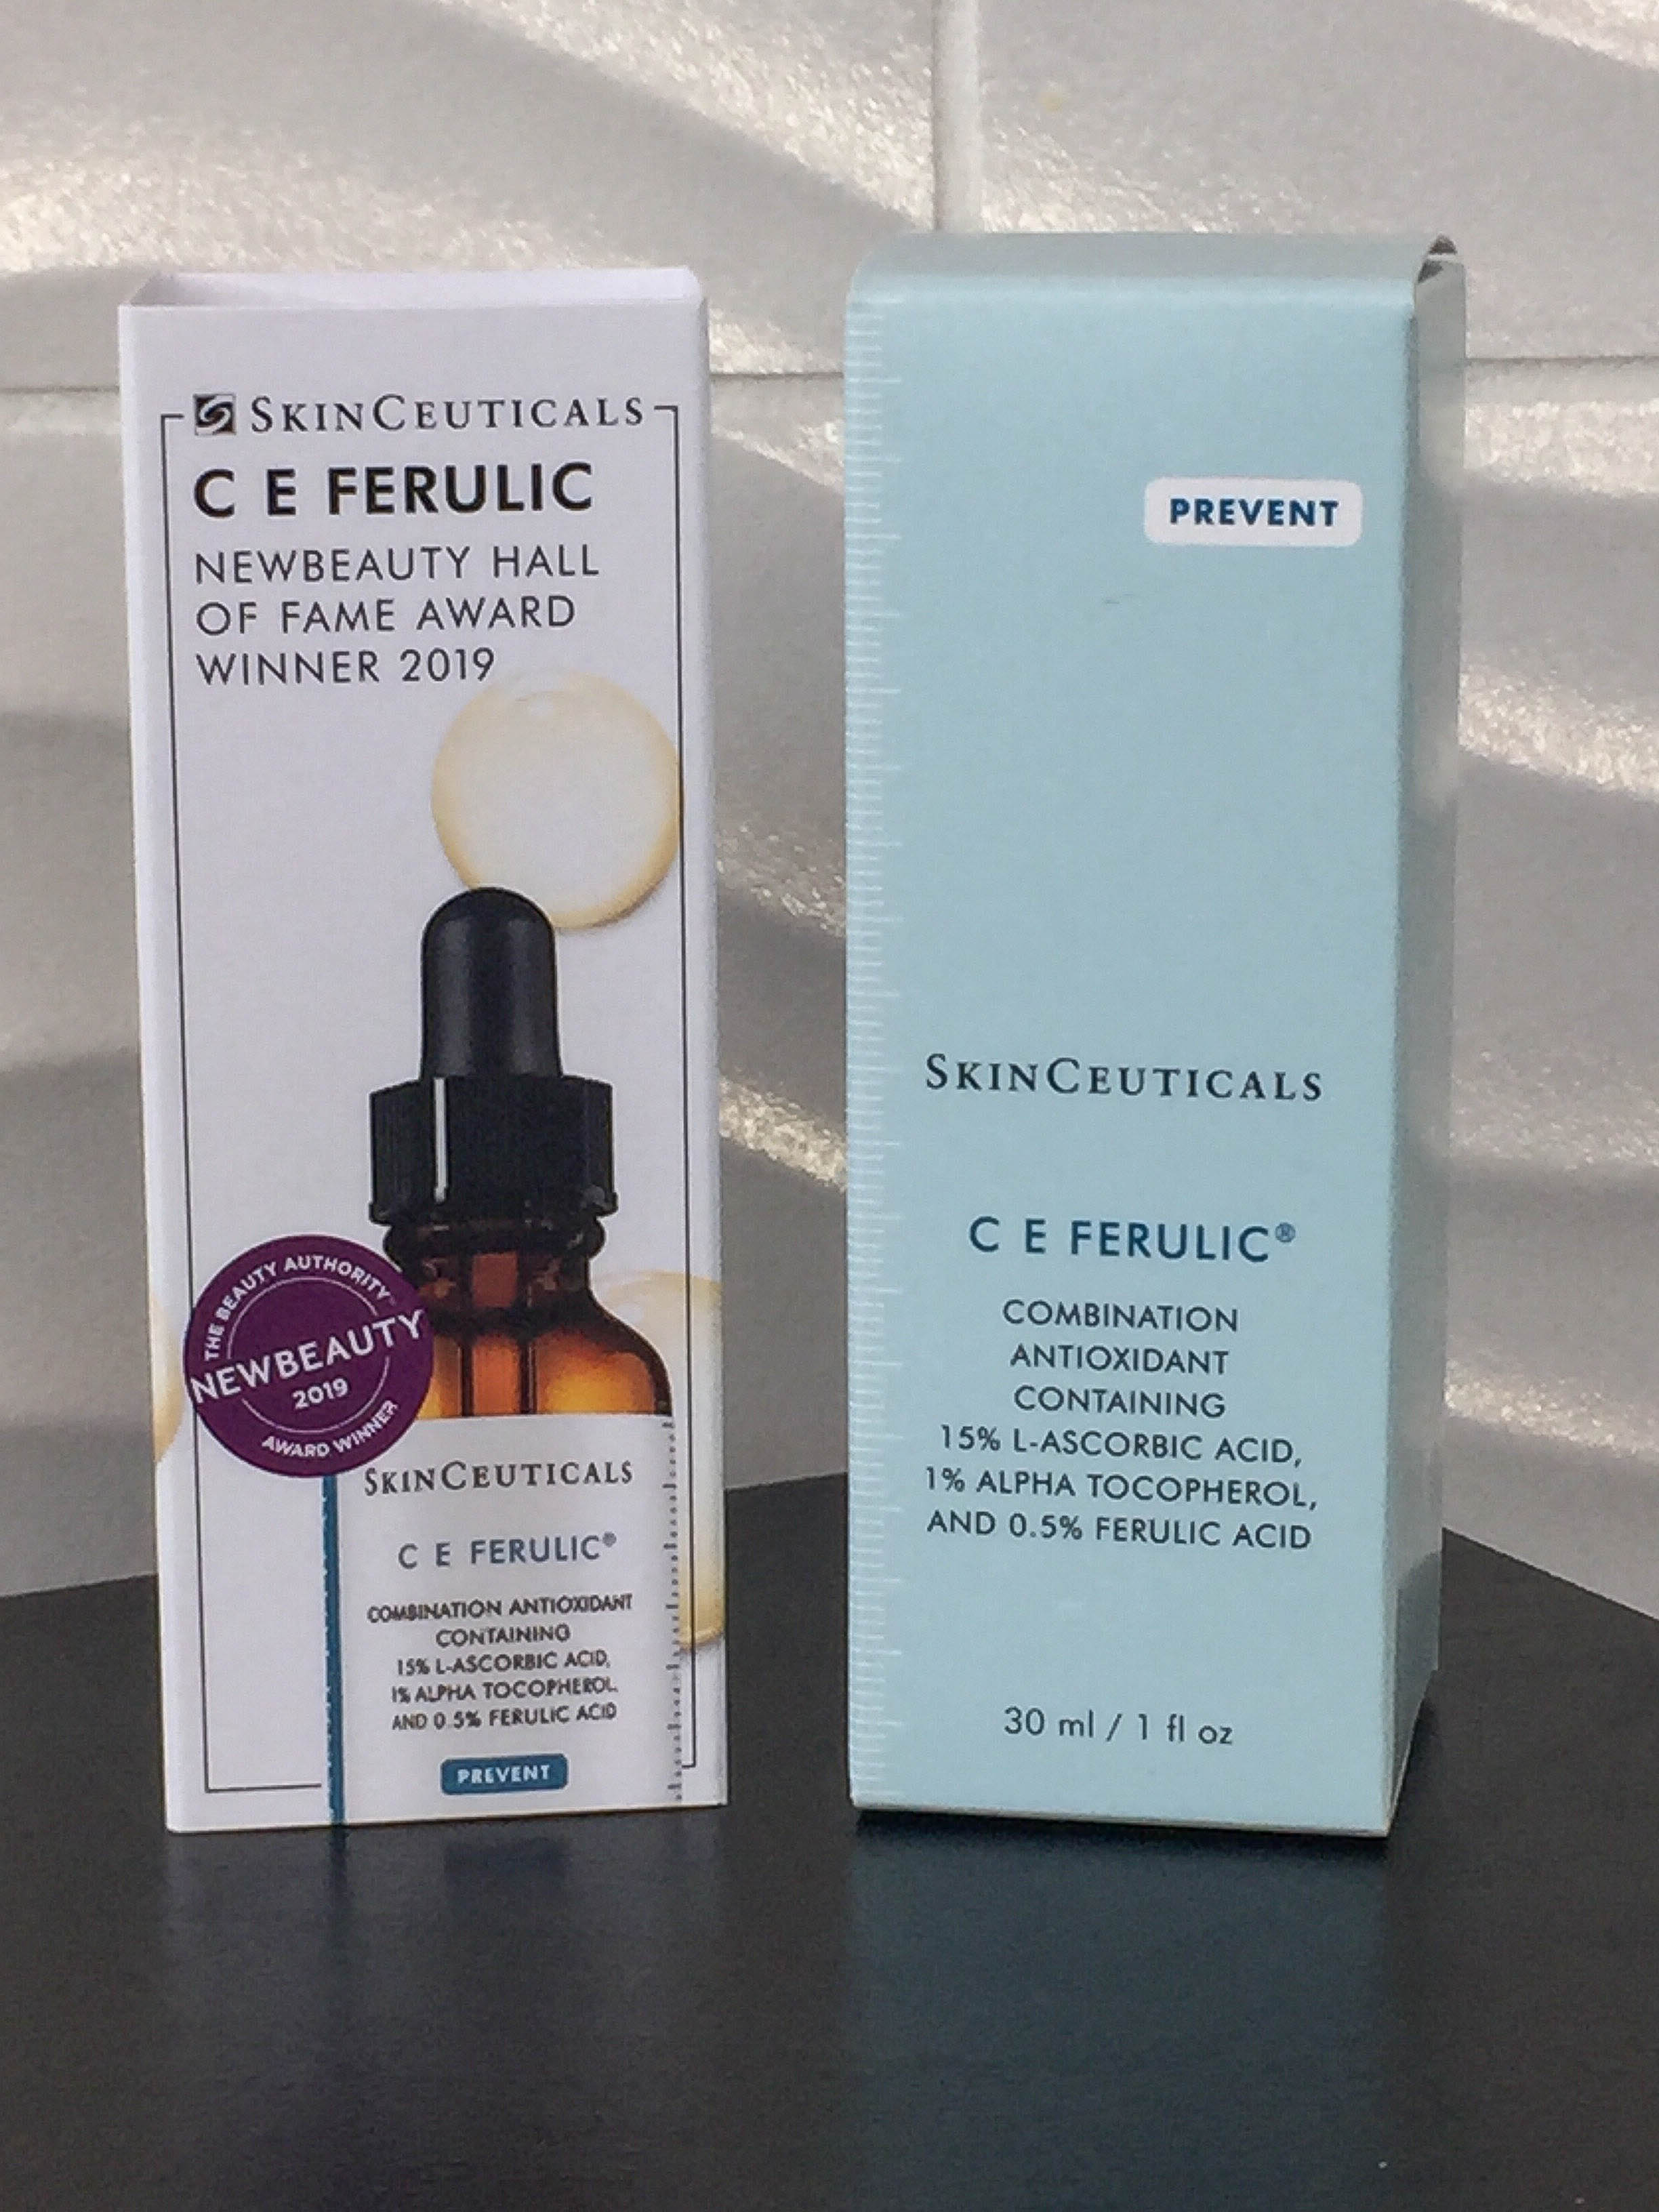 SKINCEUTICALS
C E FERULIC
NEWBEAUTY HALL
OF FAME AWARD
WINNER 2019
THE BEAUTY AUTHORITY™
NEWBEAUTY
2019
AWARD WINNER
SKINCEUTICALS
C E FERULIC®
COMBINATION ANTIOXIDANT
CONTAINING
15% L-ASCORBIC ACID,
1% ALPHA TOCOPHEROL,
AND 0.5% FERULIC ACID
PREVENT
PREVENT
SKINCEUTICALS
C E FERULIC®
COMBINATION
ANTIOXIDANT
CONTAINING
15% L-ASCORBIC ACID,
1% ALPHA TOCOPHEROL,
AND 0.5% FERULIC ACID
30 ml / 1 fl oz